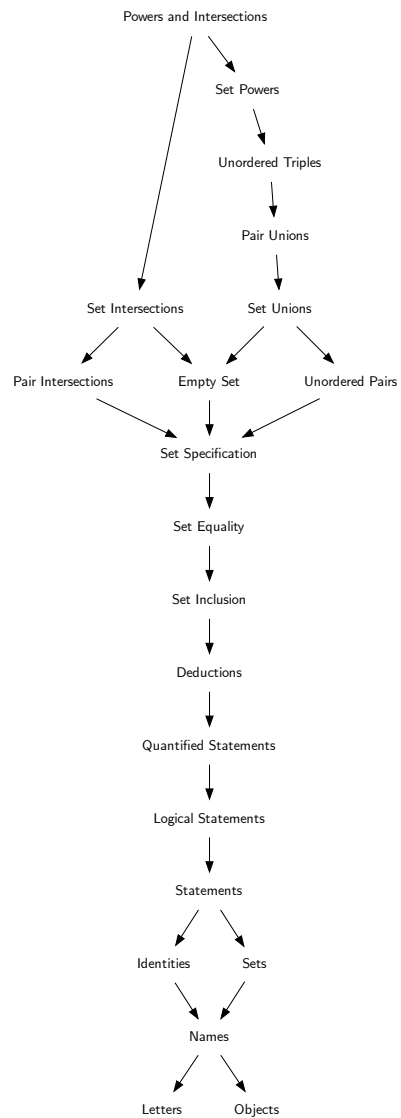 Powers and Intersections
Set Powers
Unordered Triples
Pair Unions
Set Intersections
Set Unions
Pair Intersections
Empty Set
Unordered Pairs
Set Specification
Set Equality
Set Inclusion
Deductions
Quantified Statements
Logical Statements
Statements
Identities
Sets
Names
Letters
Objects